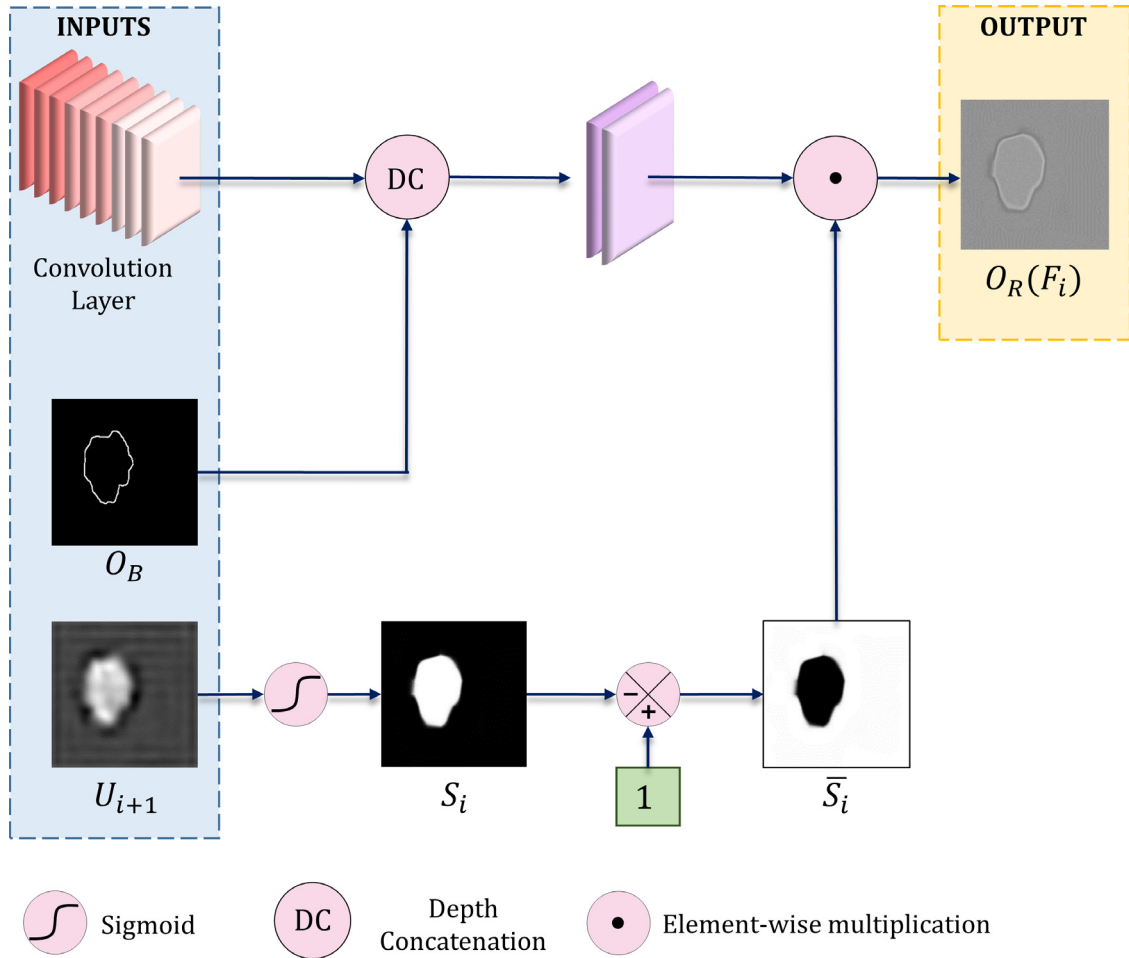 INPUTS
OUTPUT
DC
Convolution
Layer
O_R(F_i)
O_B
-
+
U_{i+1}
S_i
1
S̅_i
Sigmoid
DC
Depth
Concatenation
Element-wise multiplication